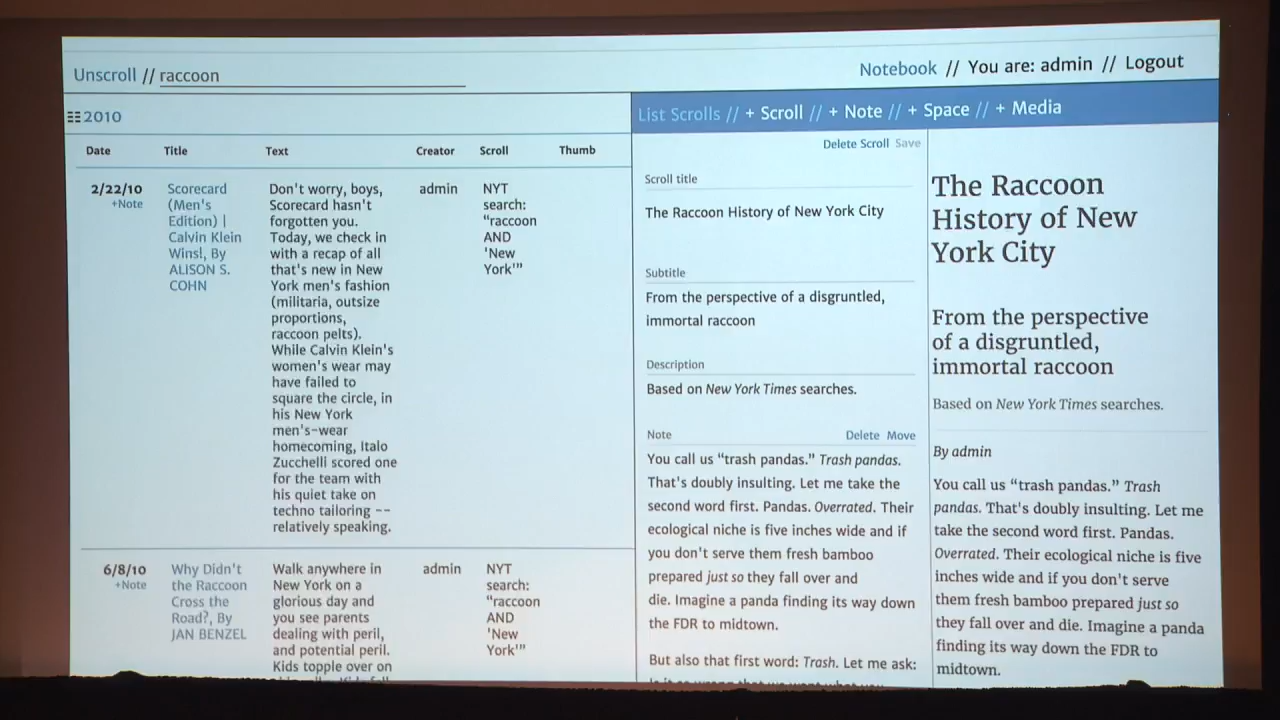 Unscroll // raccoon
Notebook // You are: admin // Logout
2010
List Scrolls // + Scroll // + Note // + Space // + Media
Date Title Text Creator Scroll Thumb
2/22/10
+Note
Scorecard
(Men's
Edition) |
Calvin Klein
Wins!, By
ALISON S.
COHN
Don't worry, boys,
Scorecard hasn't
forgotten you.
Today, we check in
with a recap of all
that's new in New
York men's fashion
(militaria, outsize
proportions,
raccoon pelts).
While Calvin Klein's
women's wear may
have failed to
square the circle, in
his New York
men's-wear
homecoming, Italo
Zucchelli scored one
for the team with
his quiet take on
techno tailoring --
relatively speaking.
admin
NYT
search:
"raccoon
AND
'New
York'"
6/8/10
+Note
Why Didn't
the Raccoon
Cross the
Road?, By
JAN BENZEL
Walk anywhere in
New York on a
glorious day and
you see parents
dealing with peril,
and potential peril.
Kids topple over on
admin
NYT
search:
"raccoon
AND
'New
York'"
Delete Scroll Save
Scroll title
The Raccoon History of New York City
Subtitle
From the perspective of a disgruntled,
immortal raccoon
Description
Based on New York Times searches.
Note Delete Move
You call us “trash pandas.” Trash pandas.
That's doubly insulting. Let me take the
second word first. Pandas. Overrated. Their
ecological niche is five inches wide and if
you don't serve them fresh bamboo
prepared just so they fall over and
die. Imagine a panda finding its way down
the FDR to midtown.
But also that first word: Trash. Let me ask:
The Raccoon
History of New
York City
From the perspective
of a disgruntled,
immortal raccoon
Based on New York Times searches.
By admin
You call us “trash pandas.” Trash
pandas. That's doubly insulting. Let me
take the second word first. Pandas.
Overrated. Their ecological niche is five
inches wide and if you don't serve
them fresh bamboo prepared just so
they fall over and die. Imagine a panda
finding its way down the FDR to
midtown.